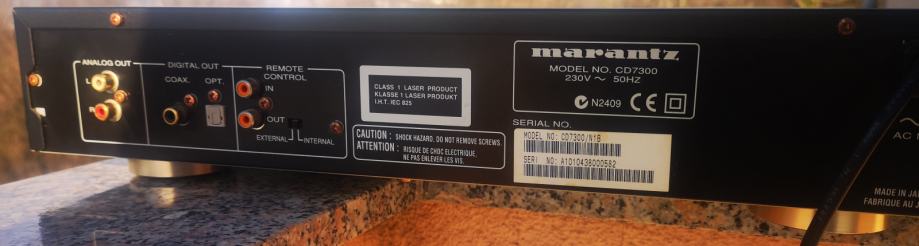 ANALOG OUT
L
R
DIGITAL OUT
COAX. OPT.
REMOTE
CONTROL
IN
OUT
EXTERNAL INTERNAL
CLASS 1 LASER PRODUCT
KLASSE 1 LASER PRODUKT
I.H.T. IEC 825
CAUTION : SHOCK HAZARD, DO NOT REMOVE SCREWS.
ATTENTION : RISQUE DE CHOC ELECTRIQUE,
NE PAS ENLEVER LES VIS.
marantz
MODEL NO. CD7300
230V ~ 50HZ
N2409 CE
SERIAL NO.
MODEL NO: CD7300/N1B
SERI NO: A1010438000582
AC
MADE IN JA
FABRIQUE AU J